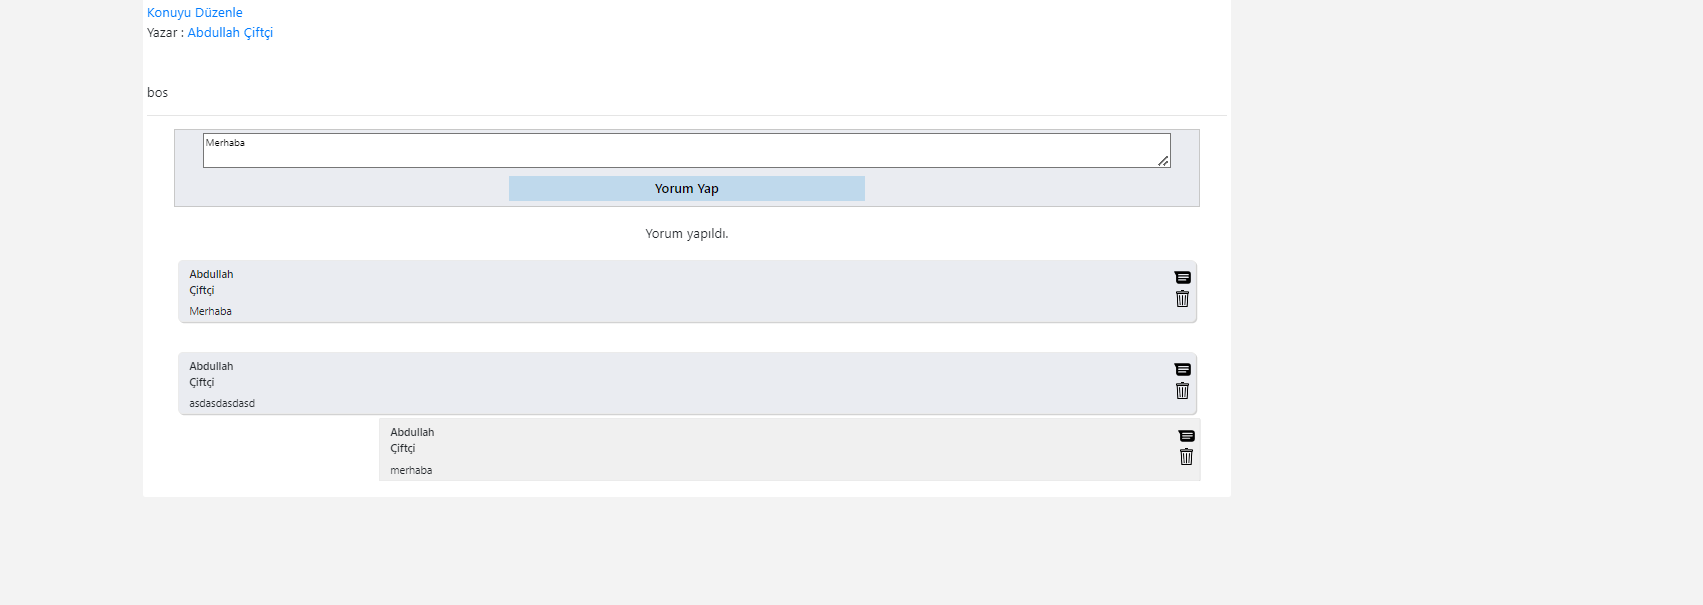 Konuyu Düzenle
Yazar : Abdullah Çiftçi
bos
Merhaba
Yorum Yap
Yorum yapıldı.
Abdullah
Çiftçi
Merhaba
Abdullah
Çiftçi
asdasdasdasd
Abdullah
Çiftçi
merhaba